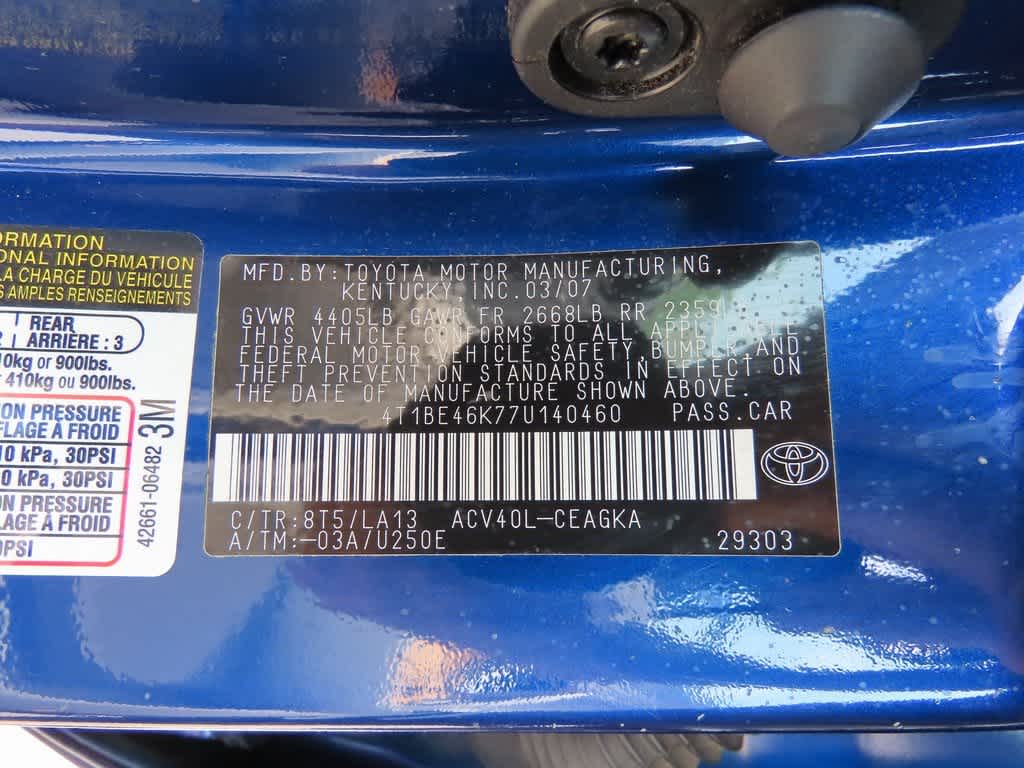 ORMATION
ONAL INFORMATION
LA CHARGE DU VEHICULE
S AMPLES RENSEIGNEMENTS
REAR
2 ARRIÈRE : 3
10kg or 900lbs.
410kg ou 900lbs.
ON PRESSURE
FLAGE À FROID
10 kPa, 30PSI
0 kPa, 30PSI
ON PRESSURE
FLAGE À FROID
0PSI
42661-06482 3M
MFD.BY:TOYOTA MOTOR MANUFACTURING,
KENTUCKY,INC.03/07
GVWR 4405LB GAWR FR 2668LB RR 2359LB
THIS VEHICLE CONFORMS TO ALL APPLICABLE
FEDERAL MOTOR VEHICLE SAFETY,BUMPER,AND
THEFT PREVENTION STANDARDS IN EFFECT ON
THE DATE OF MANUFACTURE SHOWN ABOVE.
4T1BE46K77U140460 PASS.CAR
C/TR:8T5/LA13 ACV40L-CEAGKA
A/TM:-03A/U250E 29303